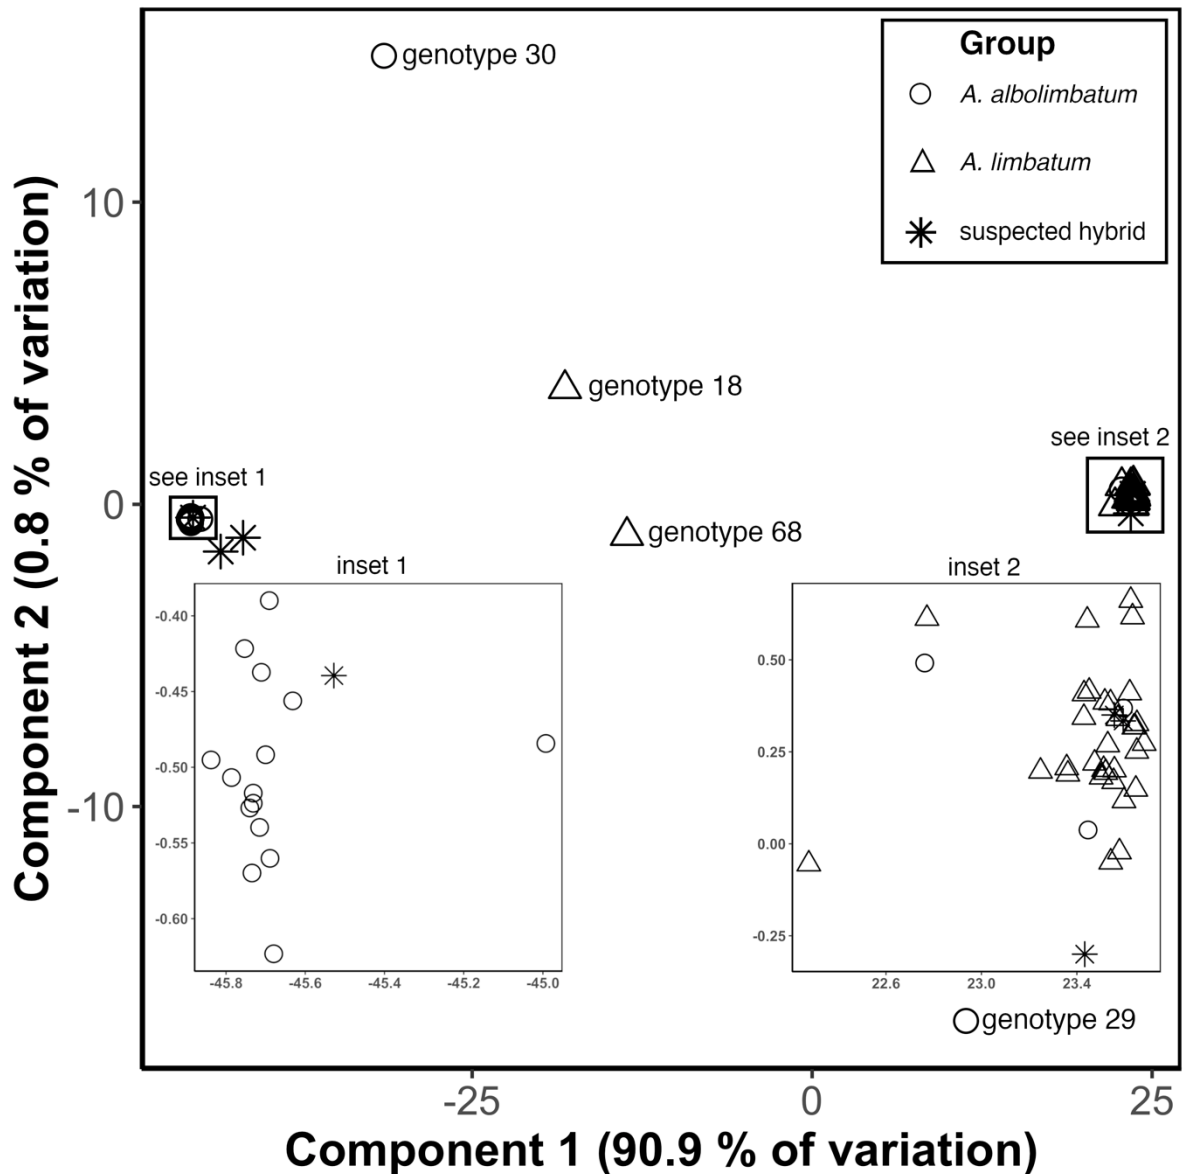 genotype 30
Group
A. albolimbatum
A. limbatum
suspected hybrid
10
0
-10
Component 2 (0.8 % of variation)
genotype 18
see inset 1
see inset 2
genotype 68
inset 1
-0.40
-0.45
-0.50
-0.55
-0.60
-45.8 -45.6 -45.4 -45.2 -45.0
inset 2
0.50
0.25
0.00
-0.25
22.6 23.0 23.4
genotype 29
-25 0 25
Component 1 (90.9 % of variation)